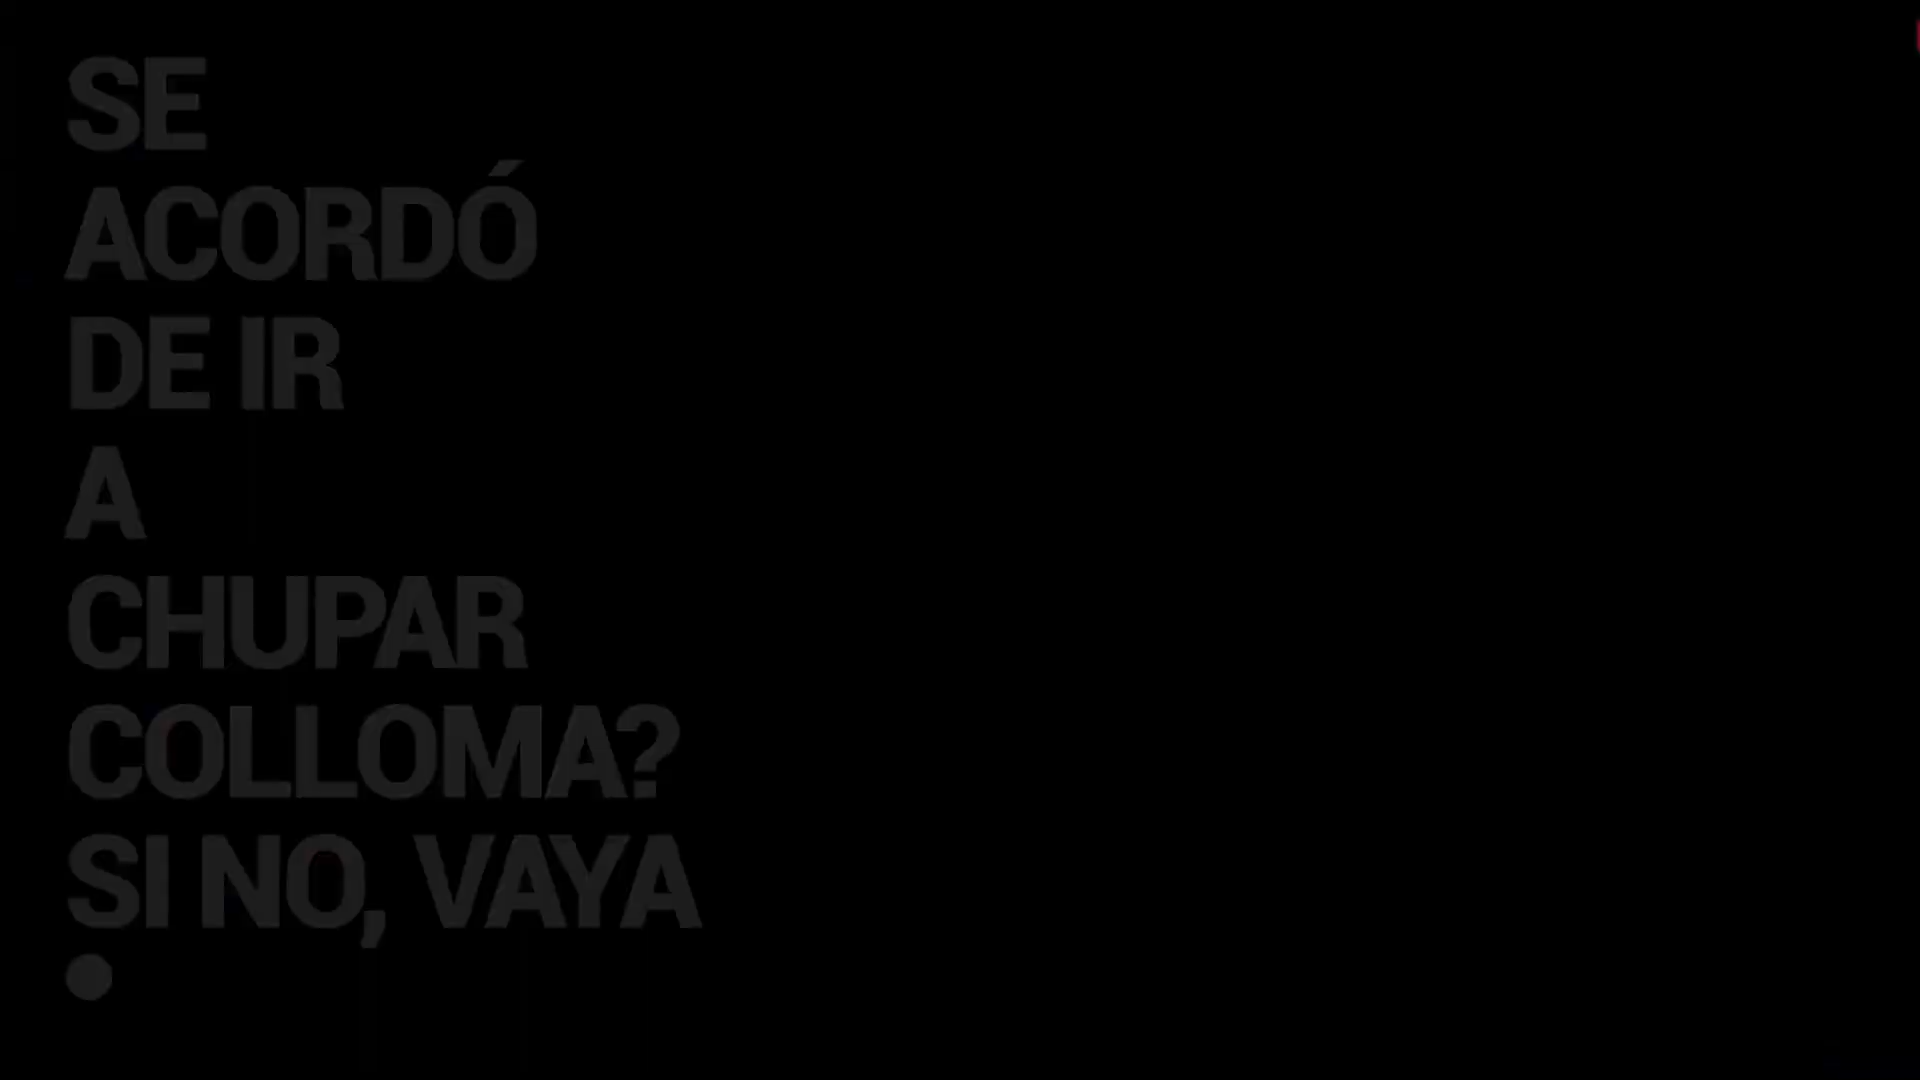 SE
ACORDÓ
DE IR
A
CHUPAR
COLLOMA?
SI NO, VAYA